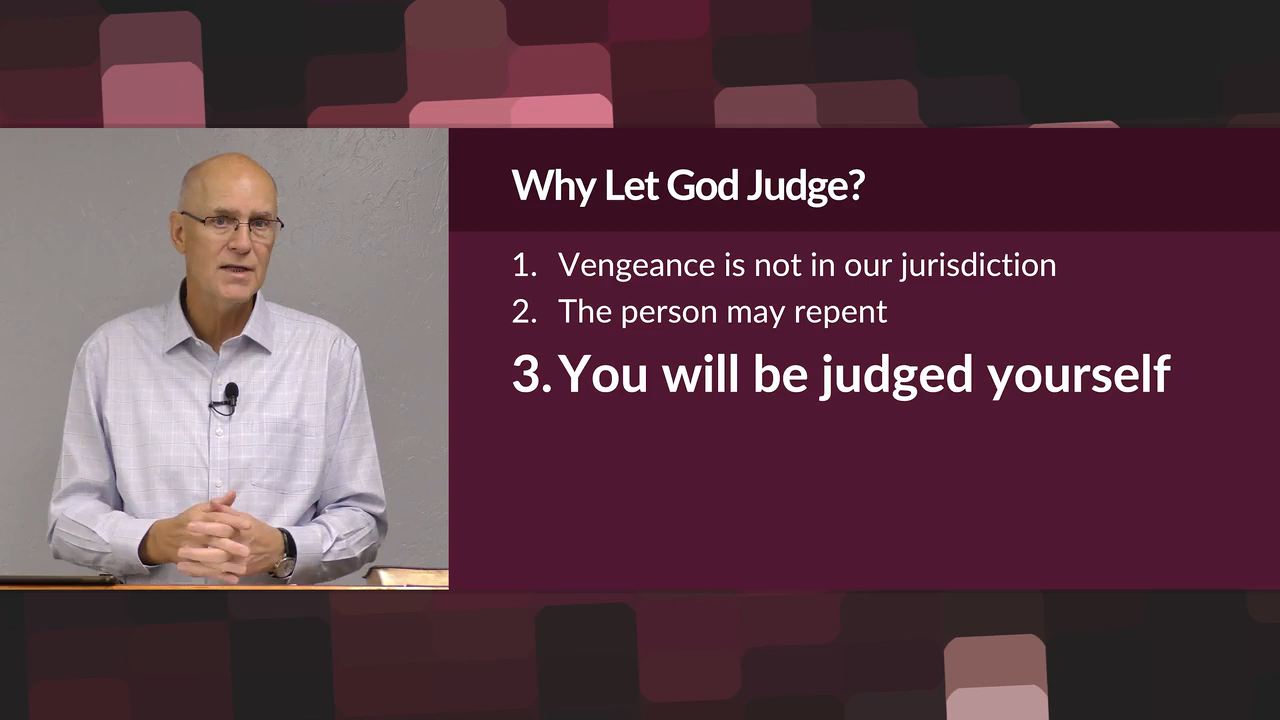 Why Let God Judge?
1. Vengeance is not in our jurisdiction
2. The person may repent
3. You will be judged yourself